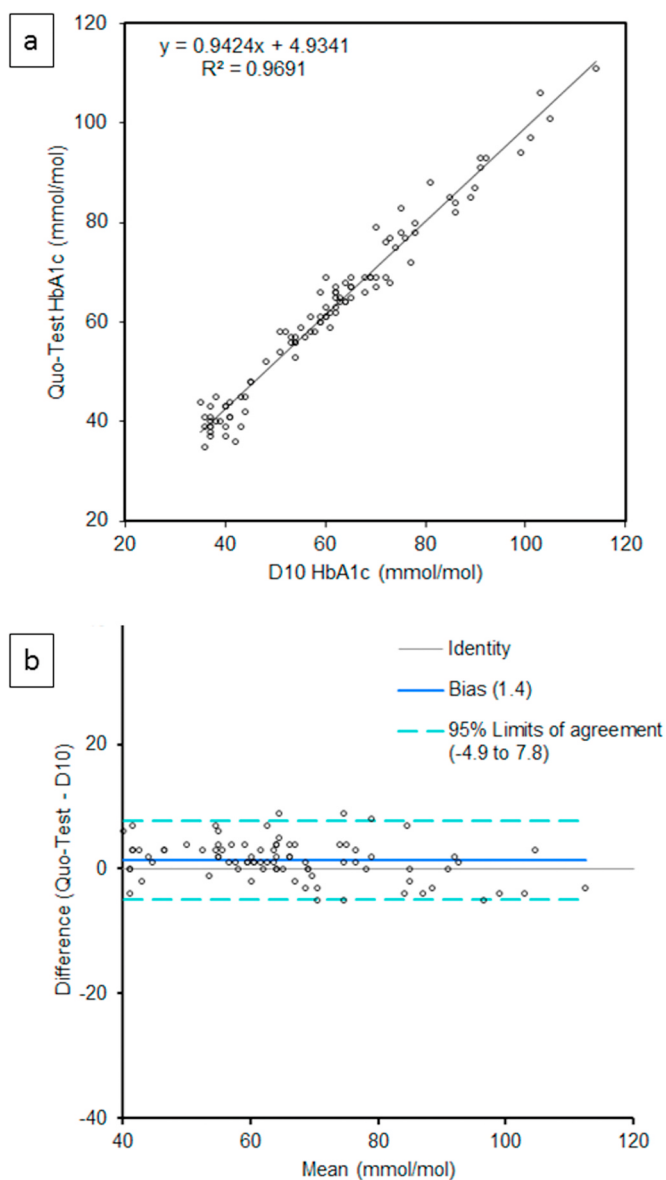 a
y = 0.9424x + 4.9341
R² = 0.9691
120
100
80
60
40
20
Quo-Test HbA1c (mmol/mol)
20 40 60 80 100 120
D10 HbA1c (mmol/mol)
b
Identity
Bias (1.4)
95% Limits of agreement
(-4.9 to 7.8)
20
0
-20
-40
Difference (Quo-Test - D10)
40 60 80 100 120
Mean (mmol/mol)